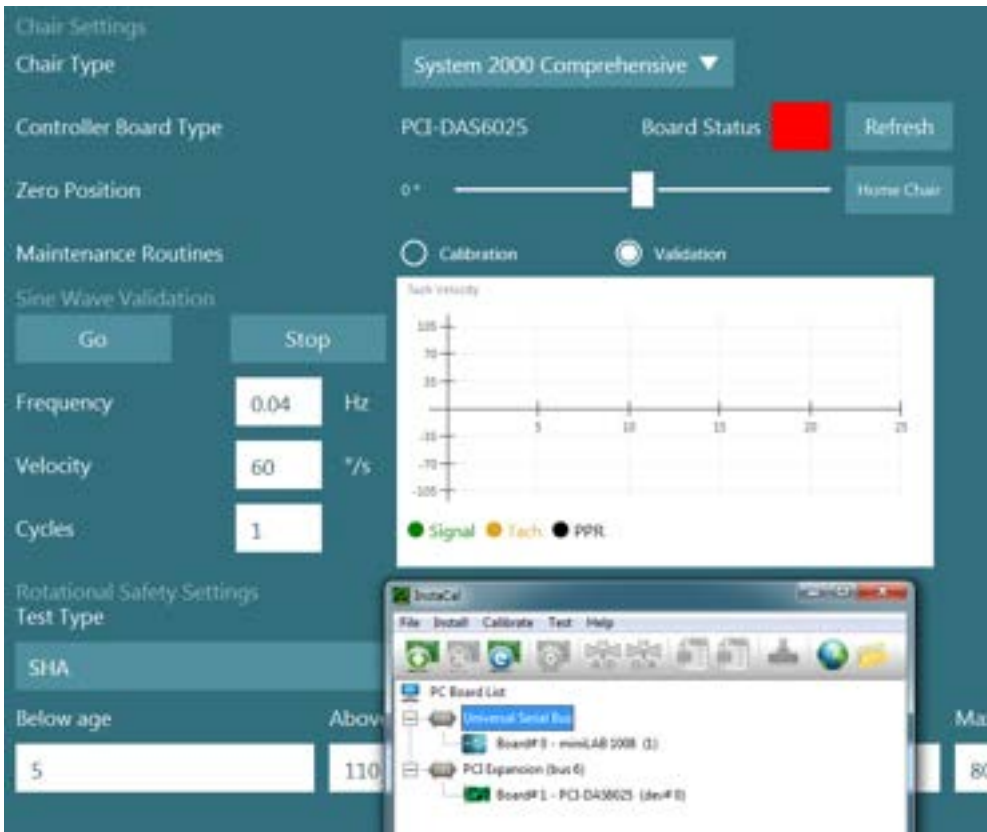 Chair Settings
Chair Type System 2000 Comprehensive
Controller Board Type PCI-DAS6025 Board Status Refresh
Zero Position 0° Home Chair
Maintenance Routines Calibration Validation
Sine Wave Validation
Tach Velocity
Go Stop
105
70
35
5 10 15 20 25
-35
-70
-105
Frequency 0.04 Hz
Velocity 60 °/s
Cycles 1
Signal Tach PPR
Rotational Safety Settings
Test Type
SHA
Below age Above
5 110
Ma
80
InstaCal
File Install Calibrate Test Help
PC Board List
Universal Serial Bus
Board# 0 - miniLAB 1008 (1)
PCI Expansion (bus 6)
Board# 1 - PCI-DAS6025 (dev# 0)